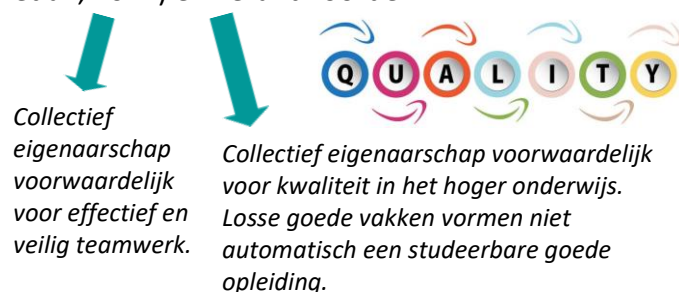 QUALITY
Collectief
eigenaarschap
voorwaardelijk
voor effectief en
veilig teamwerk.
Collectief eigenaarschap voorwaardelijk
voor kwaliteit in het hoger onderwijs.
Losse goede vakken vormen niet
automatisch een studeerbare goede
opleiding.